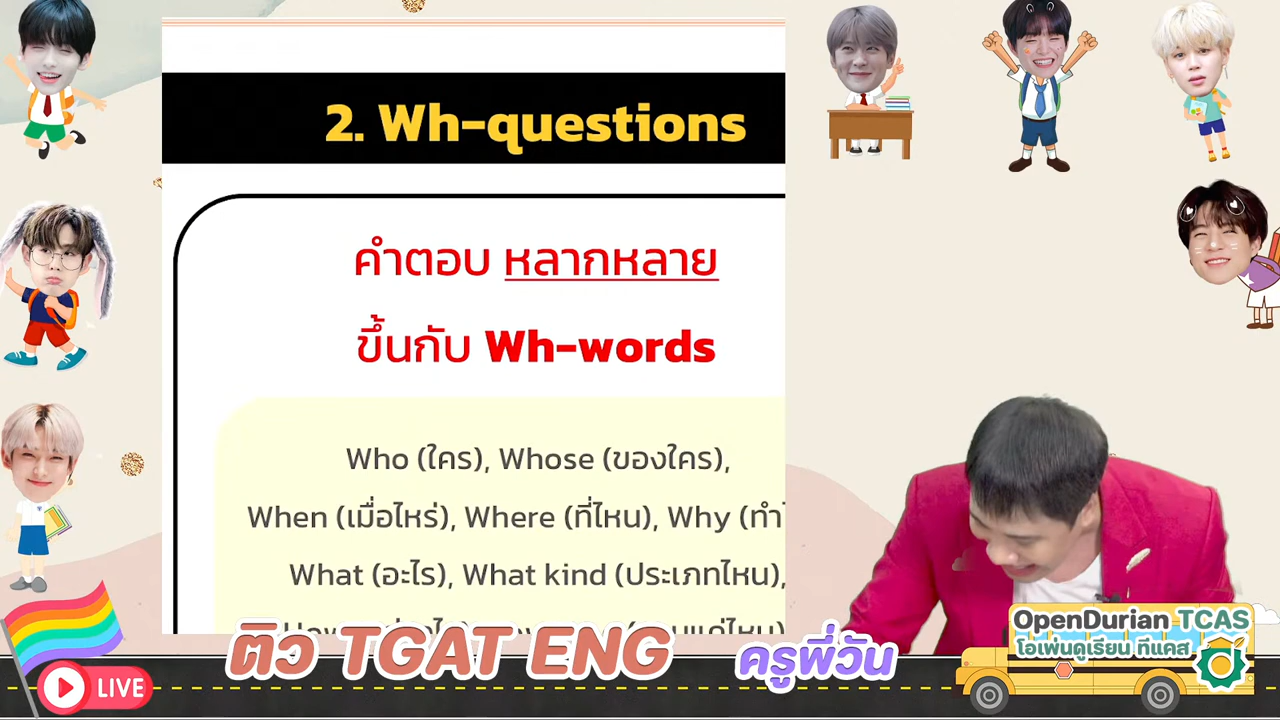 2. Wh-questions
คำตอบ หลากหลาย
ขึ้นกับ Wh-words
Who (ใคร), Whose (ของใคร),
When (เมื่อไหร่), Where (ที่ไหน), Why
What (อะไร), What kind (ประเภทไหน),
ติว TGAT ENG
ครูพี่วัน
OpenDurian TCAS
โอเพ่นดูเรียน ทีแคส
LIVE